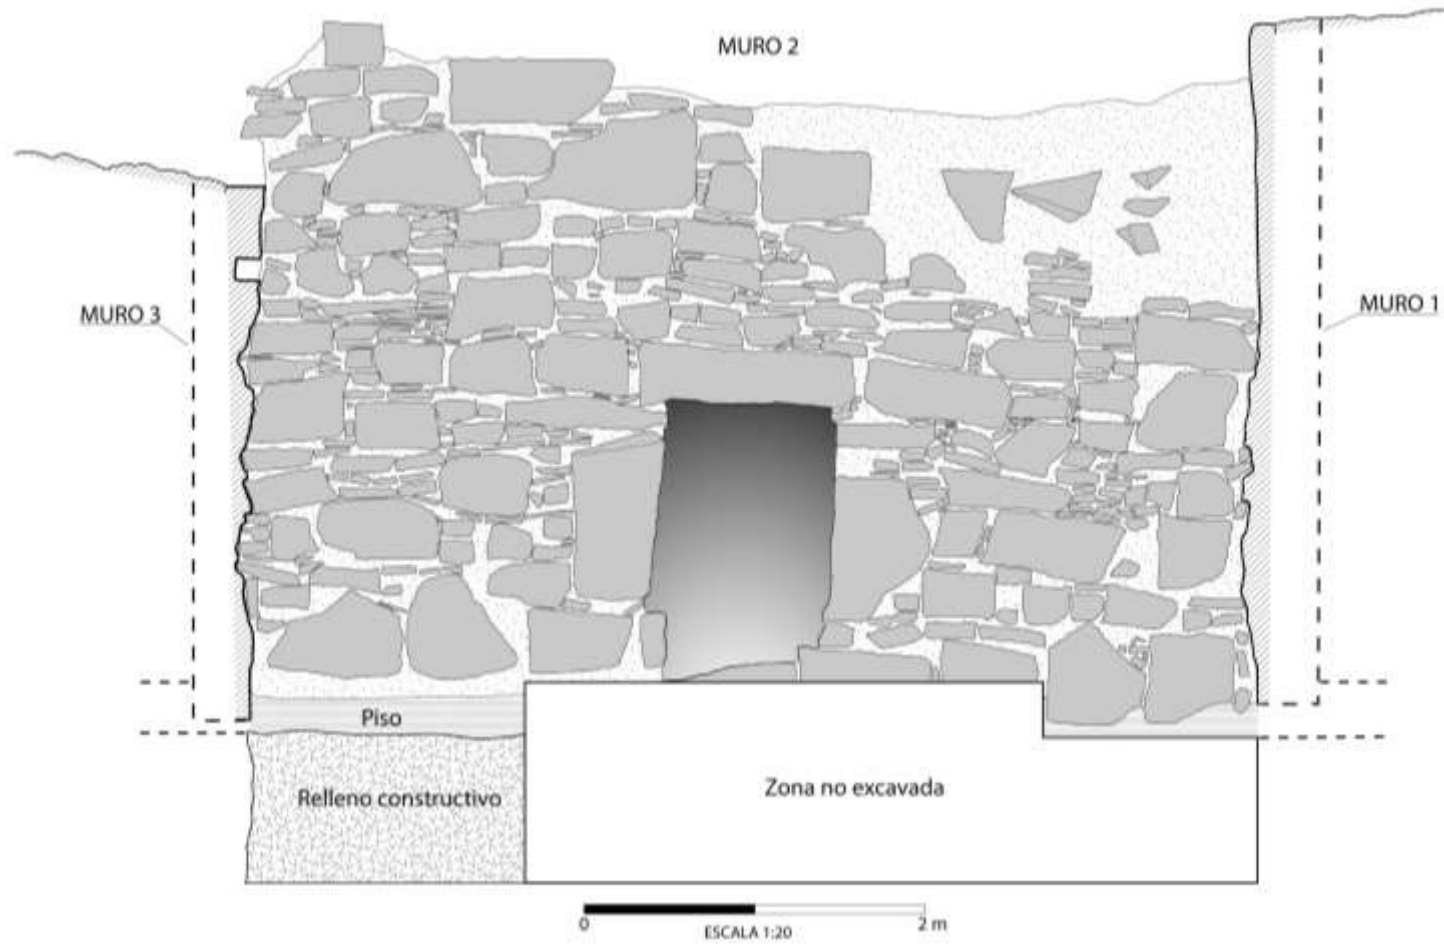 MURO 2
MURO 3
MURO 1
Piso
Relleno constructivo
Zona no excavada
0
2 m
ESCALA 1:20